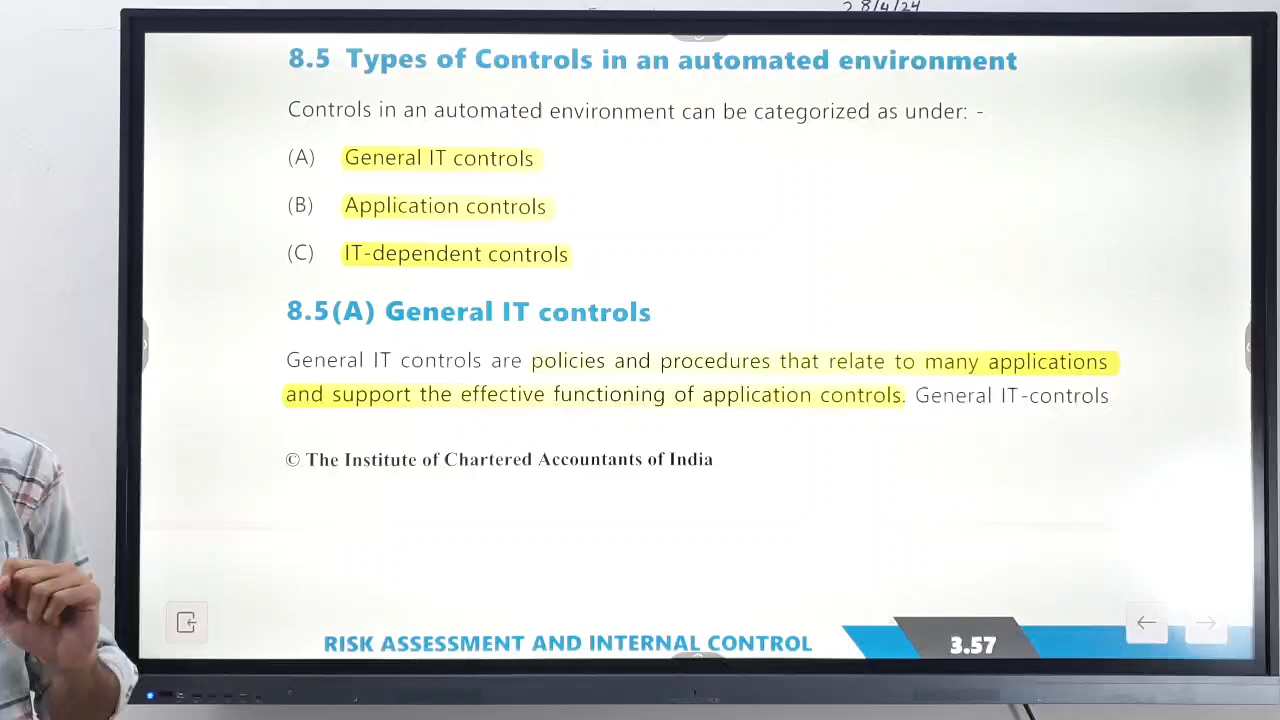 28/4/24
8.5 Types of Controls in an automated environment
Controls in an automated environment can be categorized as under: -
(A) General IT controls
(B) Application controls
(C) IT-dependent controls
8.5(A) General IT controls
General IT controls are policies and procedures that relate to many applications
and support the effective functioning of application controls. General IT-controls
© The Institute of Chartered Accountants of India
RISK ASSESSMENT AND INTERNAL CONTROL 3.57